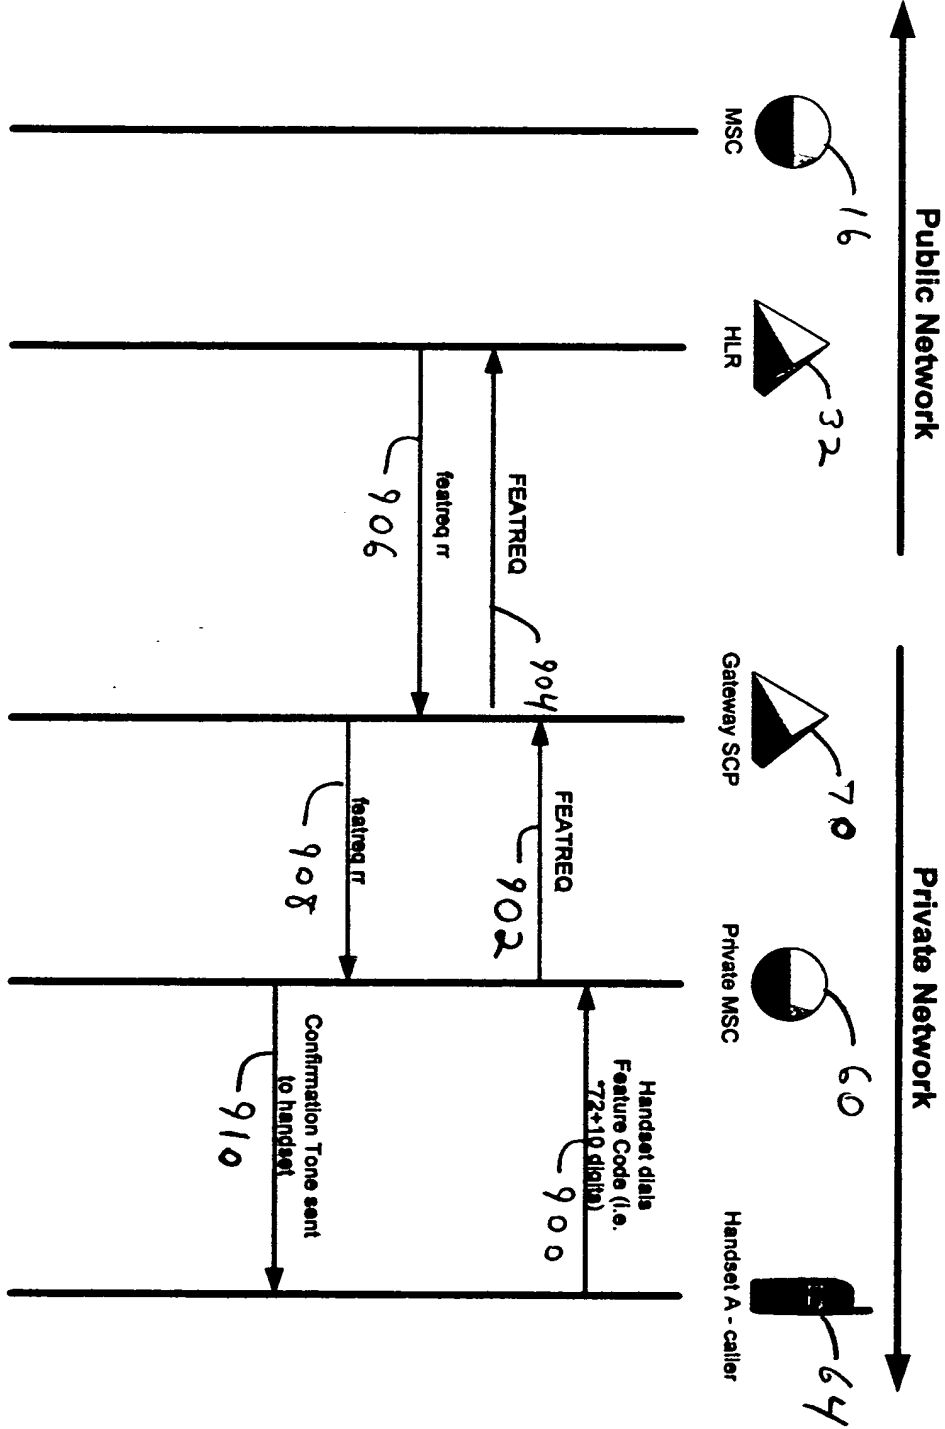 Public Network
Private Network
16
32
70
60
64
MSC
HLR
Gateway SCP
Private MSC
Handset A - caller
Handset dials
Feature Code (i.e.
*72+10 digits)
900
FEATREQ
902
FEATREQ
904
featreq rr
906
featreq rr
908
Confirmation Tone sent
to handset
910